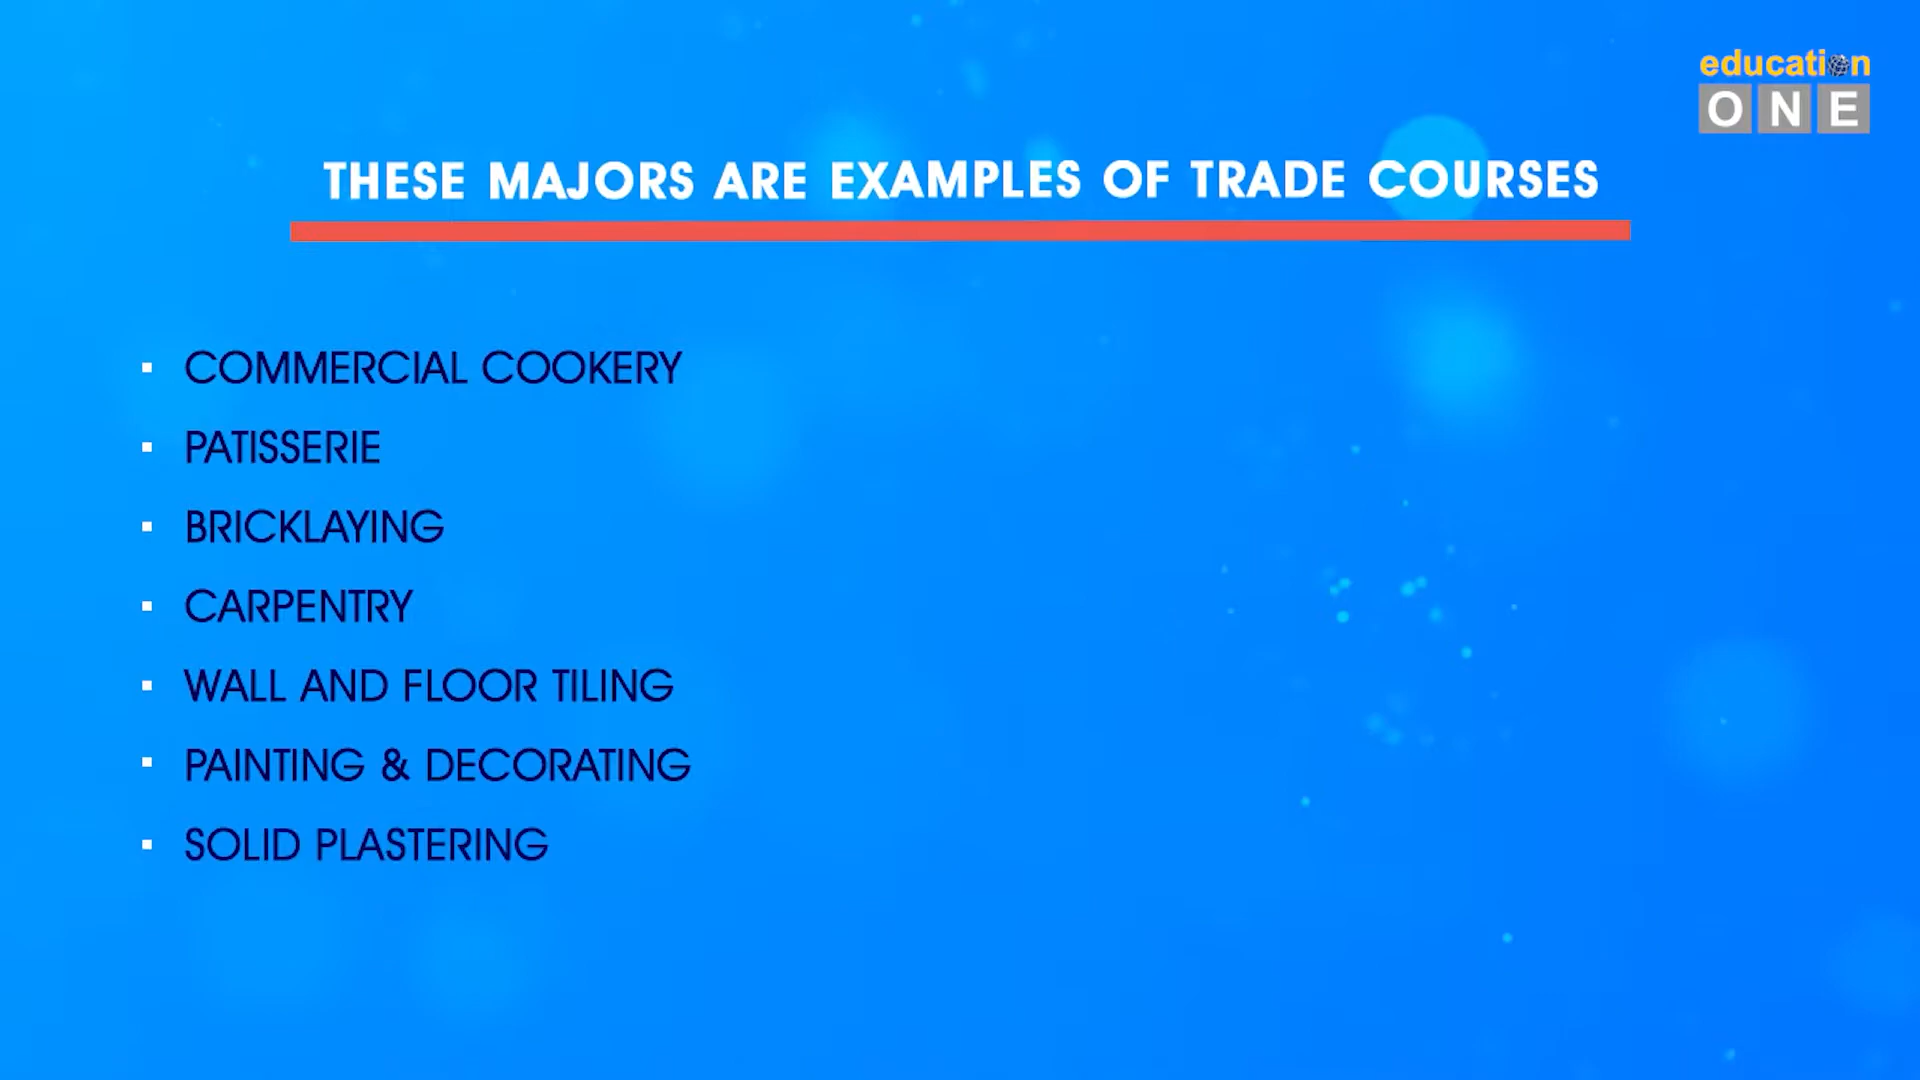 education
ONE
THESE MAJORS ARE EXAMPLES OF TRADE COURSES
COMMERCIAL COOKERY
PATISSERIE
BRICKLAYING
CARPENTRY
WALL AND FLOOR TILING
PAINTING & DECORATING
SOLID PLASTERING